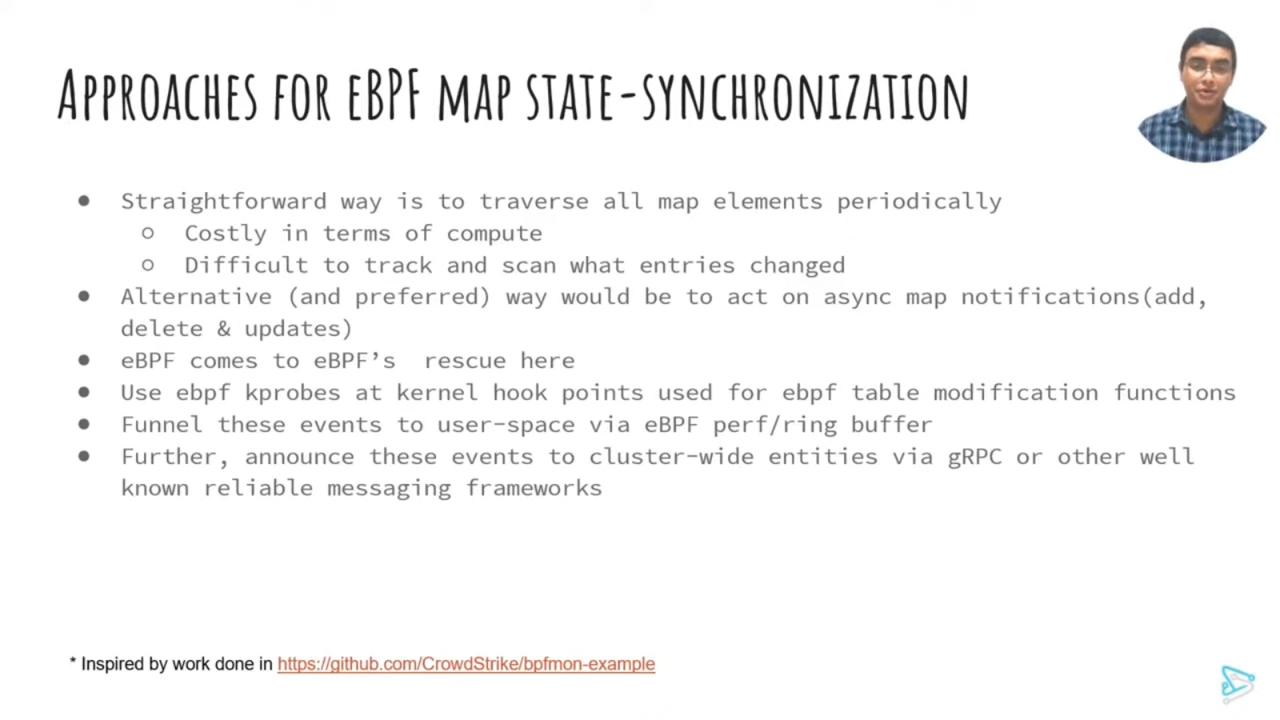 Approaches for eBPF map state-synchronization
● Straightforward way is to traverse all map elements periodically
○ Costly in terms of compute
○ Difficult to track and scan what entries changed
● Alternative (and preferred) way would be to act on async map notifications(add,
delete & updates)
● eBPF comes to eBPF’s  rescue here
● Use ebpf kprobes at kernel hook points used for ebpf table modification functions
● Funnel these events to user-space via eBPF perf/ring buffer
● Further, announce these events to cluster-wide entities via gRPC or other well
known reliable messaging frameworks
* Inspired by work done in https://github.com/CrowdStrike/bpfmon-example